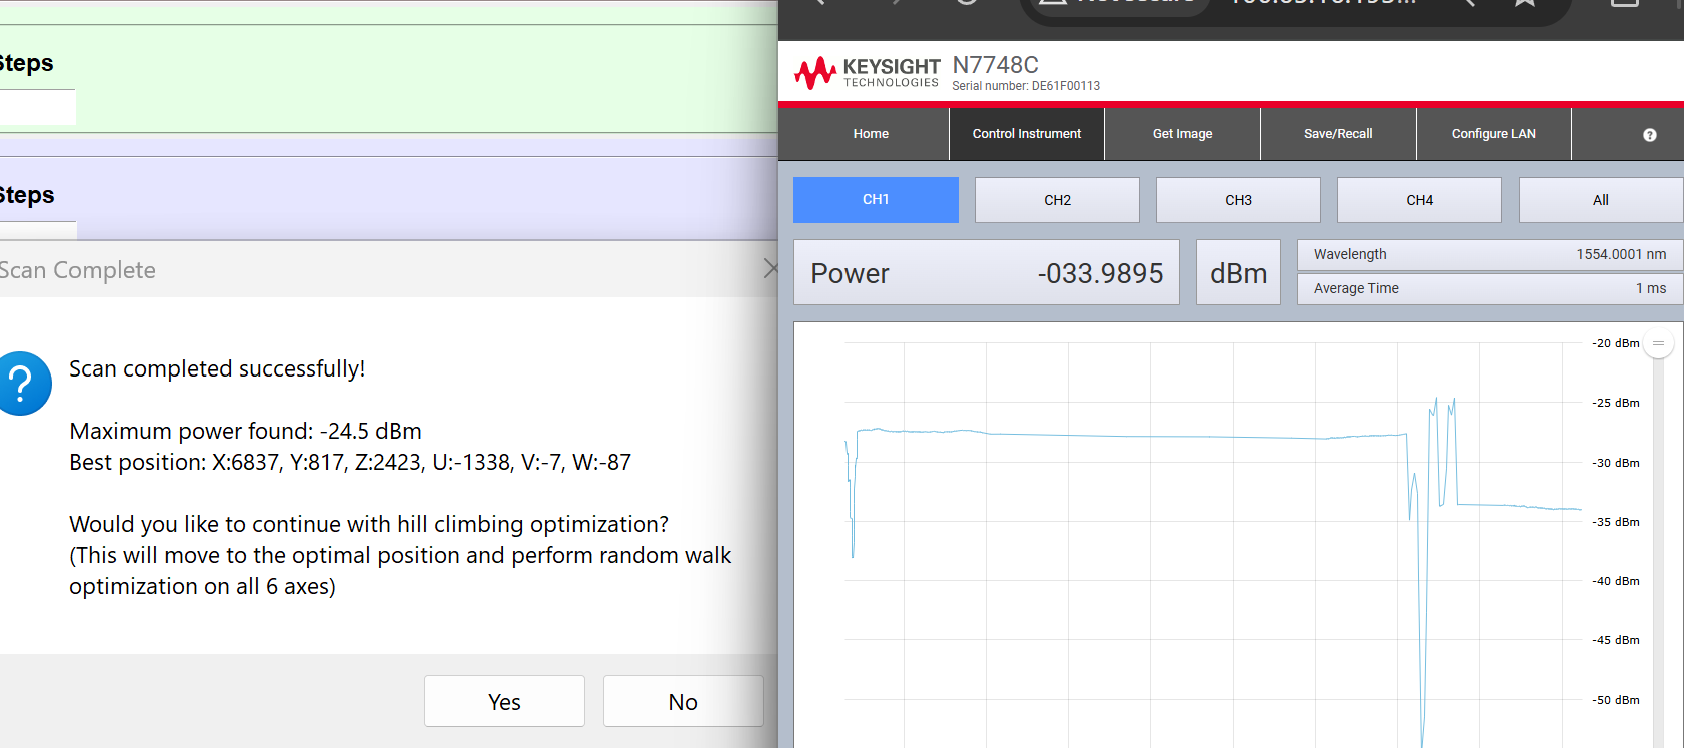 Steps
Steps
Scan Complete
Scan completed successfully!
Maximum power found: -24.5 dBm
Best position: X:6837, Y:817, Z:2423, U:-1338, V:-7, W:-87
Would you like to continue with hill climbing optimization?
(This will move to the optimal position and perform random walk
optimization on all 6 axes)
Yes No
KEYSIGHT
TECHNOLOGIES
N7748C
Serial number: DE61F00113
Home Control Instrument Get Image Save/Recall Configure LAN ?
CH1 CH2 CH3 CH4 All
Power -033.9895 dBm
Wavelength 1554.0001 nm
Average Time 1 ms
-20 dBm
-25 dBm
-30 dBm
-35 dBm
-40 dBm
-45 dBm
-50 dBm